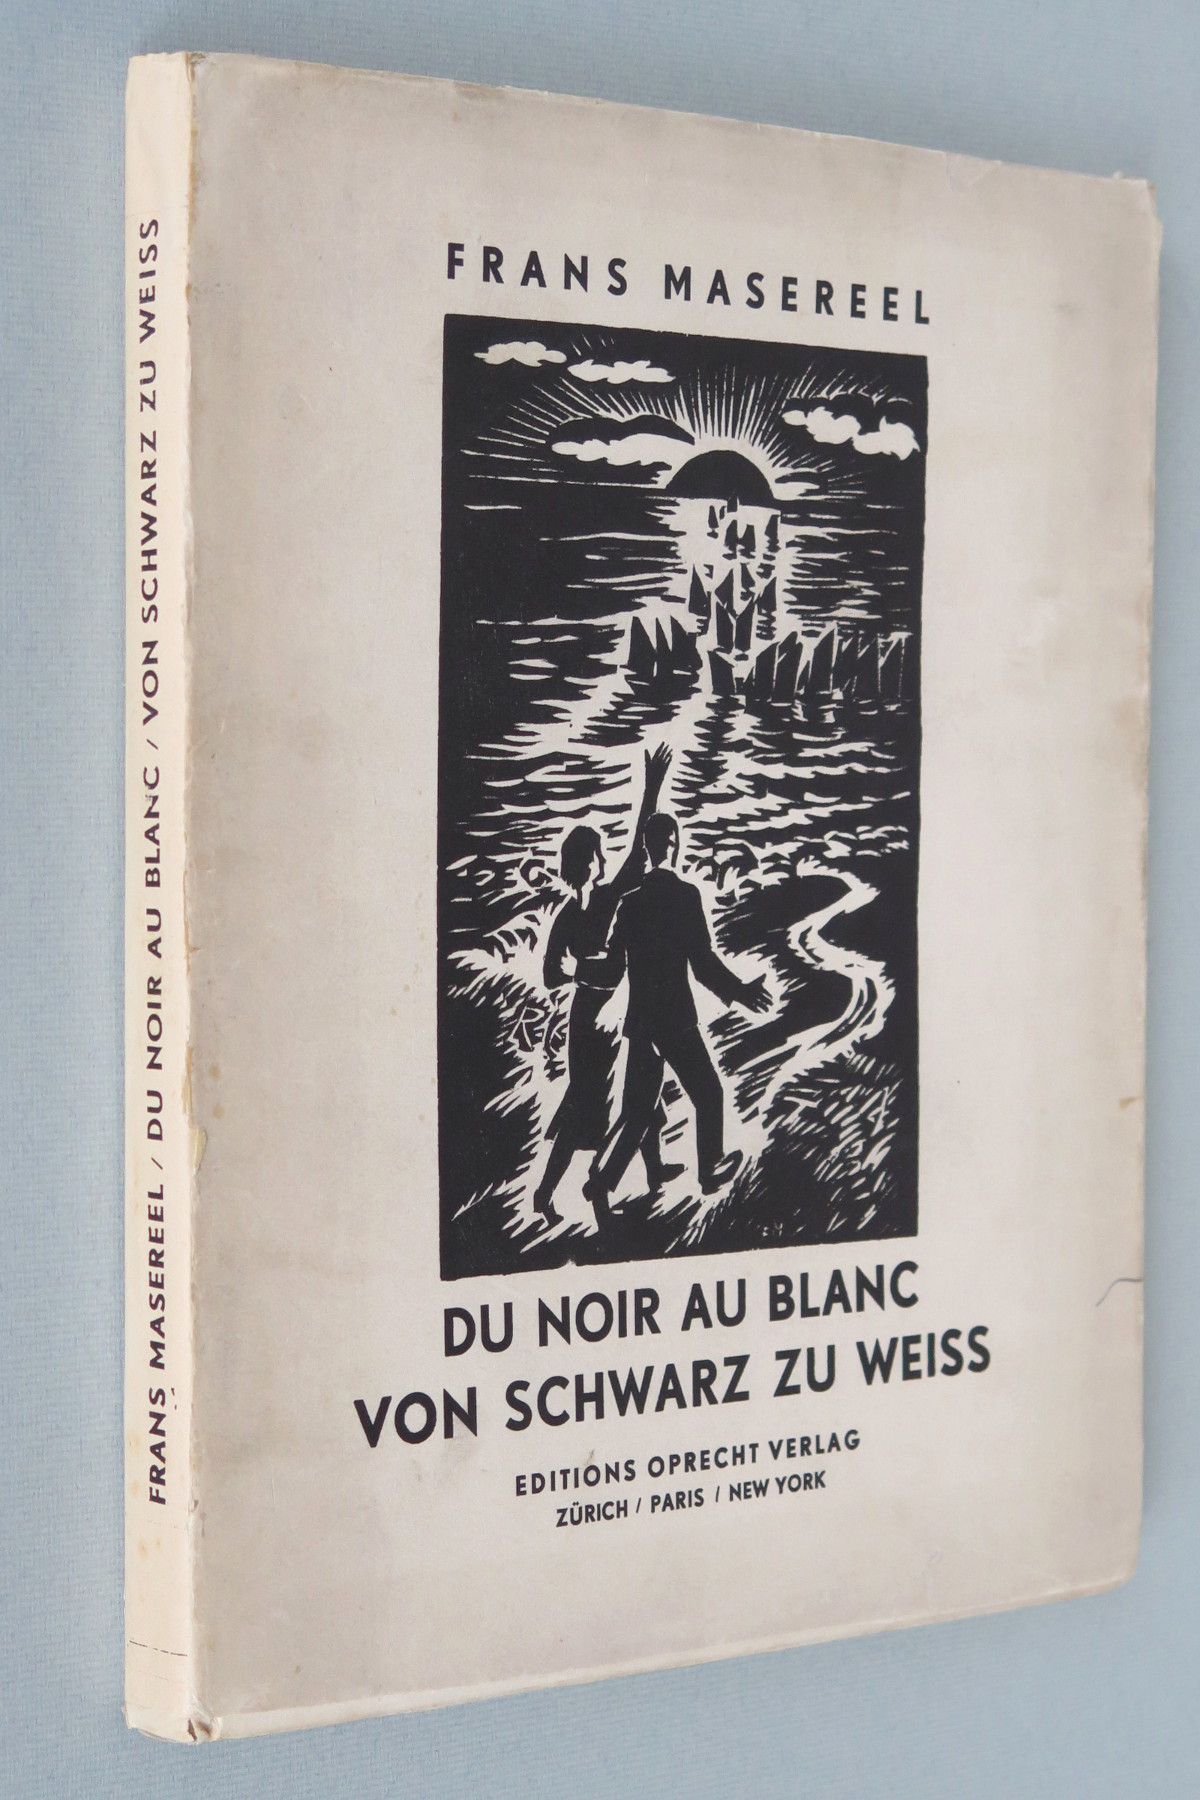 FRANS MASEREEL / DU NOIR AU BLANC / VON SCHWARZ ZU WEISS
FRANS MASEREEL
DU NOIR AU BLANC
VON SCHWARZ ZU WEISS
EDITIONS OPRECHT VERLAG
ZÜRICH / PARIS / NEW YORK